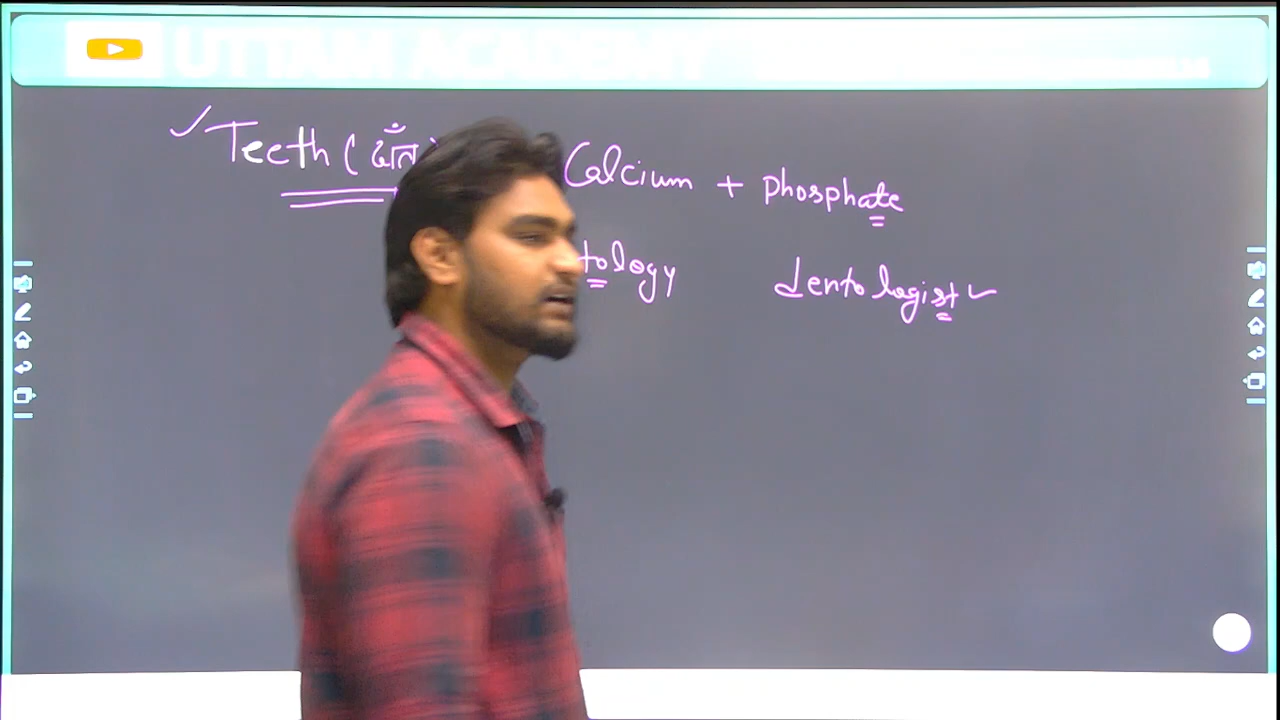 UTTAM ACADEMY
Teeth (दाँत) Calcium + phosphate
tology dentologist